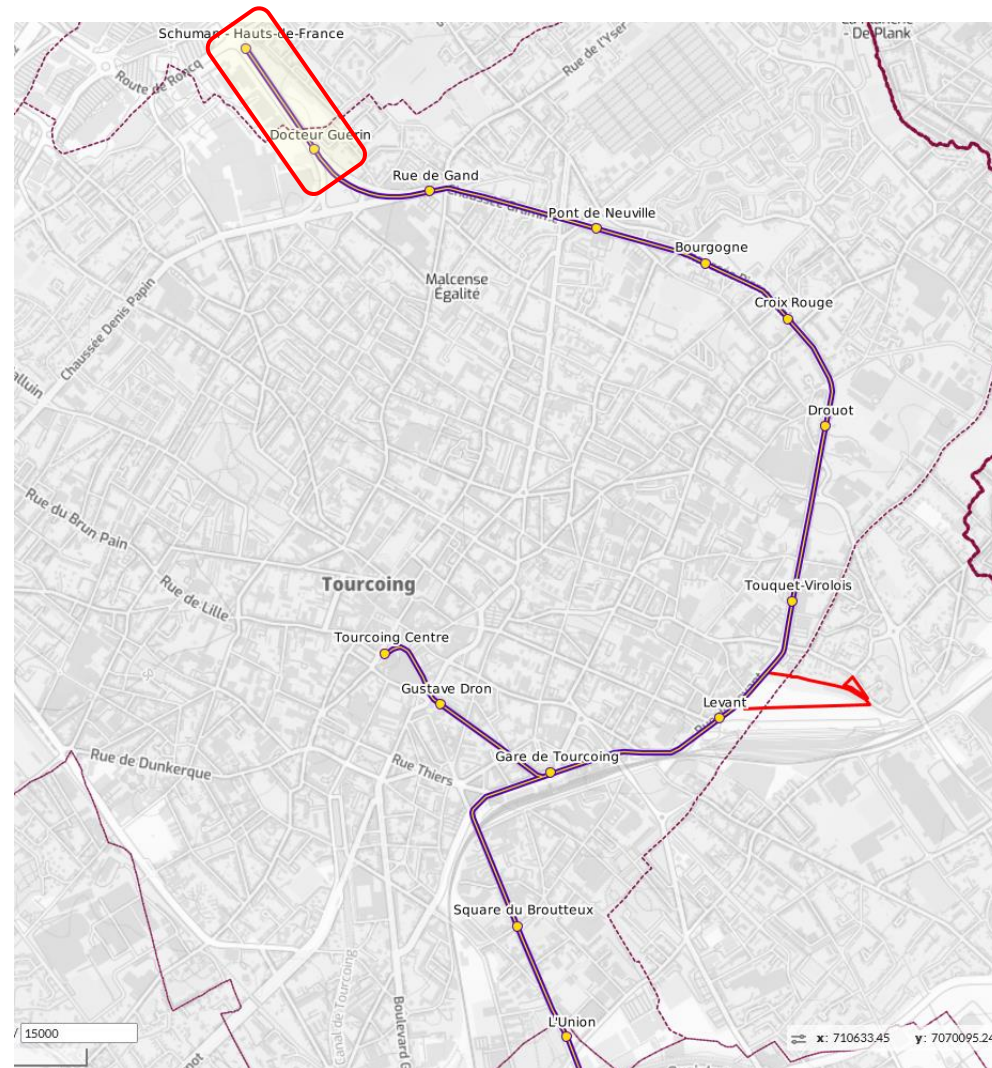 - De Plank
Schuman - Hauts-de-France
Rue de l'Yser
Route de Roncq
Docteur Guérin
Rue de Gand
Pont de Neuville
Bourgogne
Malcense
Égalité
Croix Rouge
Chaussée Denis Papin
Drouot
Rue du Brun Pain
Tourcoing
Touquet-Virolois
Rue de Lille
Tourcoing Centre
50
Gustave Dron
Levant
Rue de Dunkerque
Gare de Tourcoing
Rue Thiers
Square du Broutteux
Canal de Tourcoing
L'Union
15000
x: 710633.45 y: 7070095.24